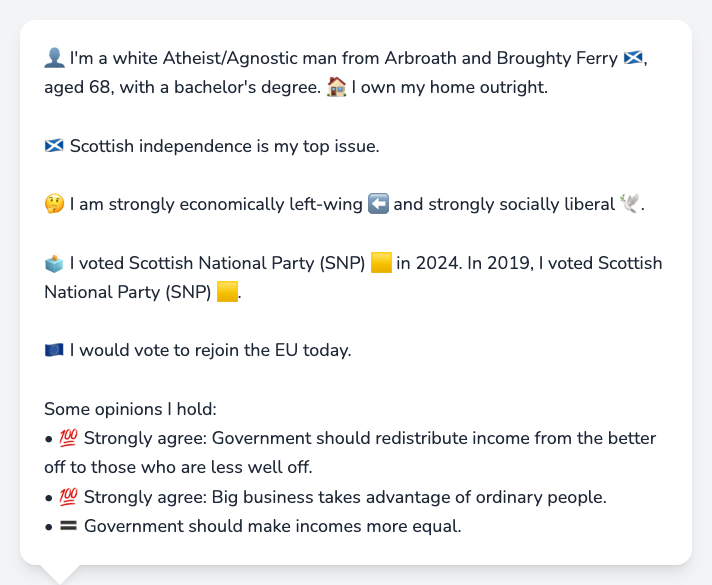 👤 I'm a white Atheist/Agnostic man from Arbroath and Broughty Ferry 🏴󠁧󠁢󠁳󠁣󠁴󠁿,
aged 68, with a bachelor's degree. 🏠 I own my home outright.
🏴󠁧󠁢󠁳󠁣󠁴󠁿 Scottish independence is my top issue.
🤔 I am strongly economically left-wing ⬅️ and strongly socially liberal 🕊️.
🗳️ I voted Scottish National Party (SNP) 🟨 in 2024. In 2019, I voted Scottish
National Party (SNP) 🟨.
🇪🇺 I would vote to rejoin the EU today.
Some opinions I hold:
• 💯 Strongly agree: Government should redistribute income from the better
off to those who are less well off.
• 💯 Strongly agree: Big business takes advantage of ordinary people.
• 🟰 Government should make incomes more equal.